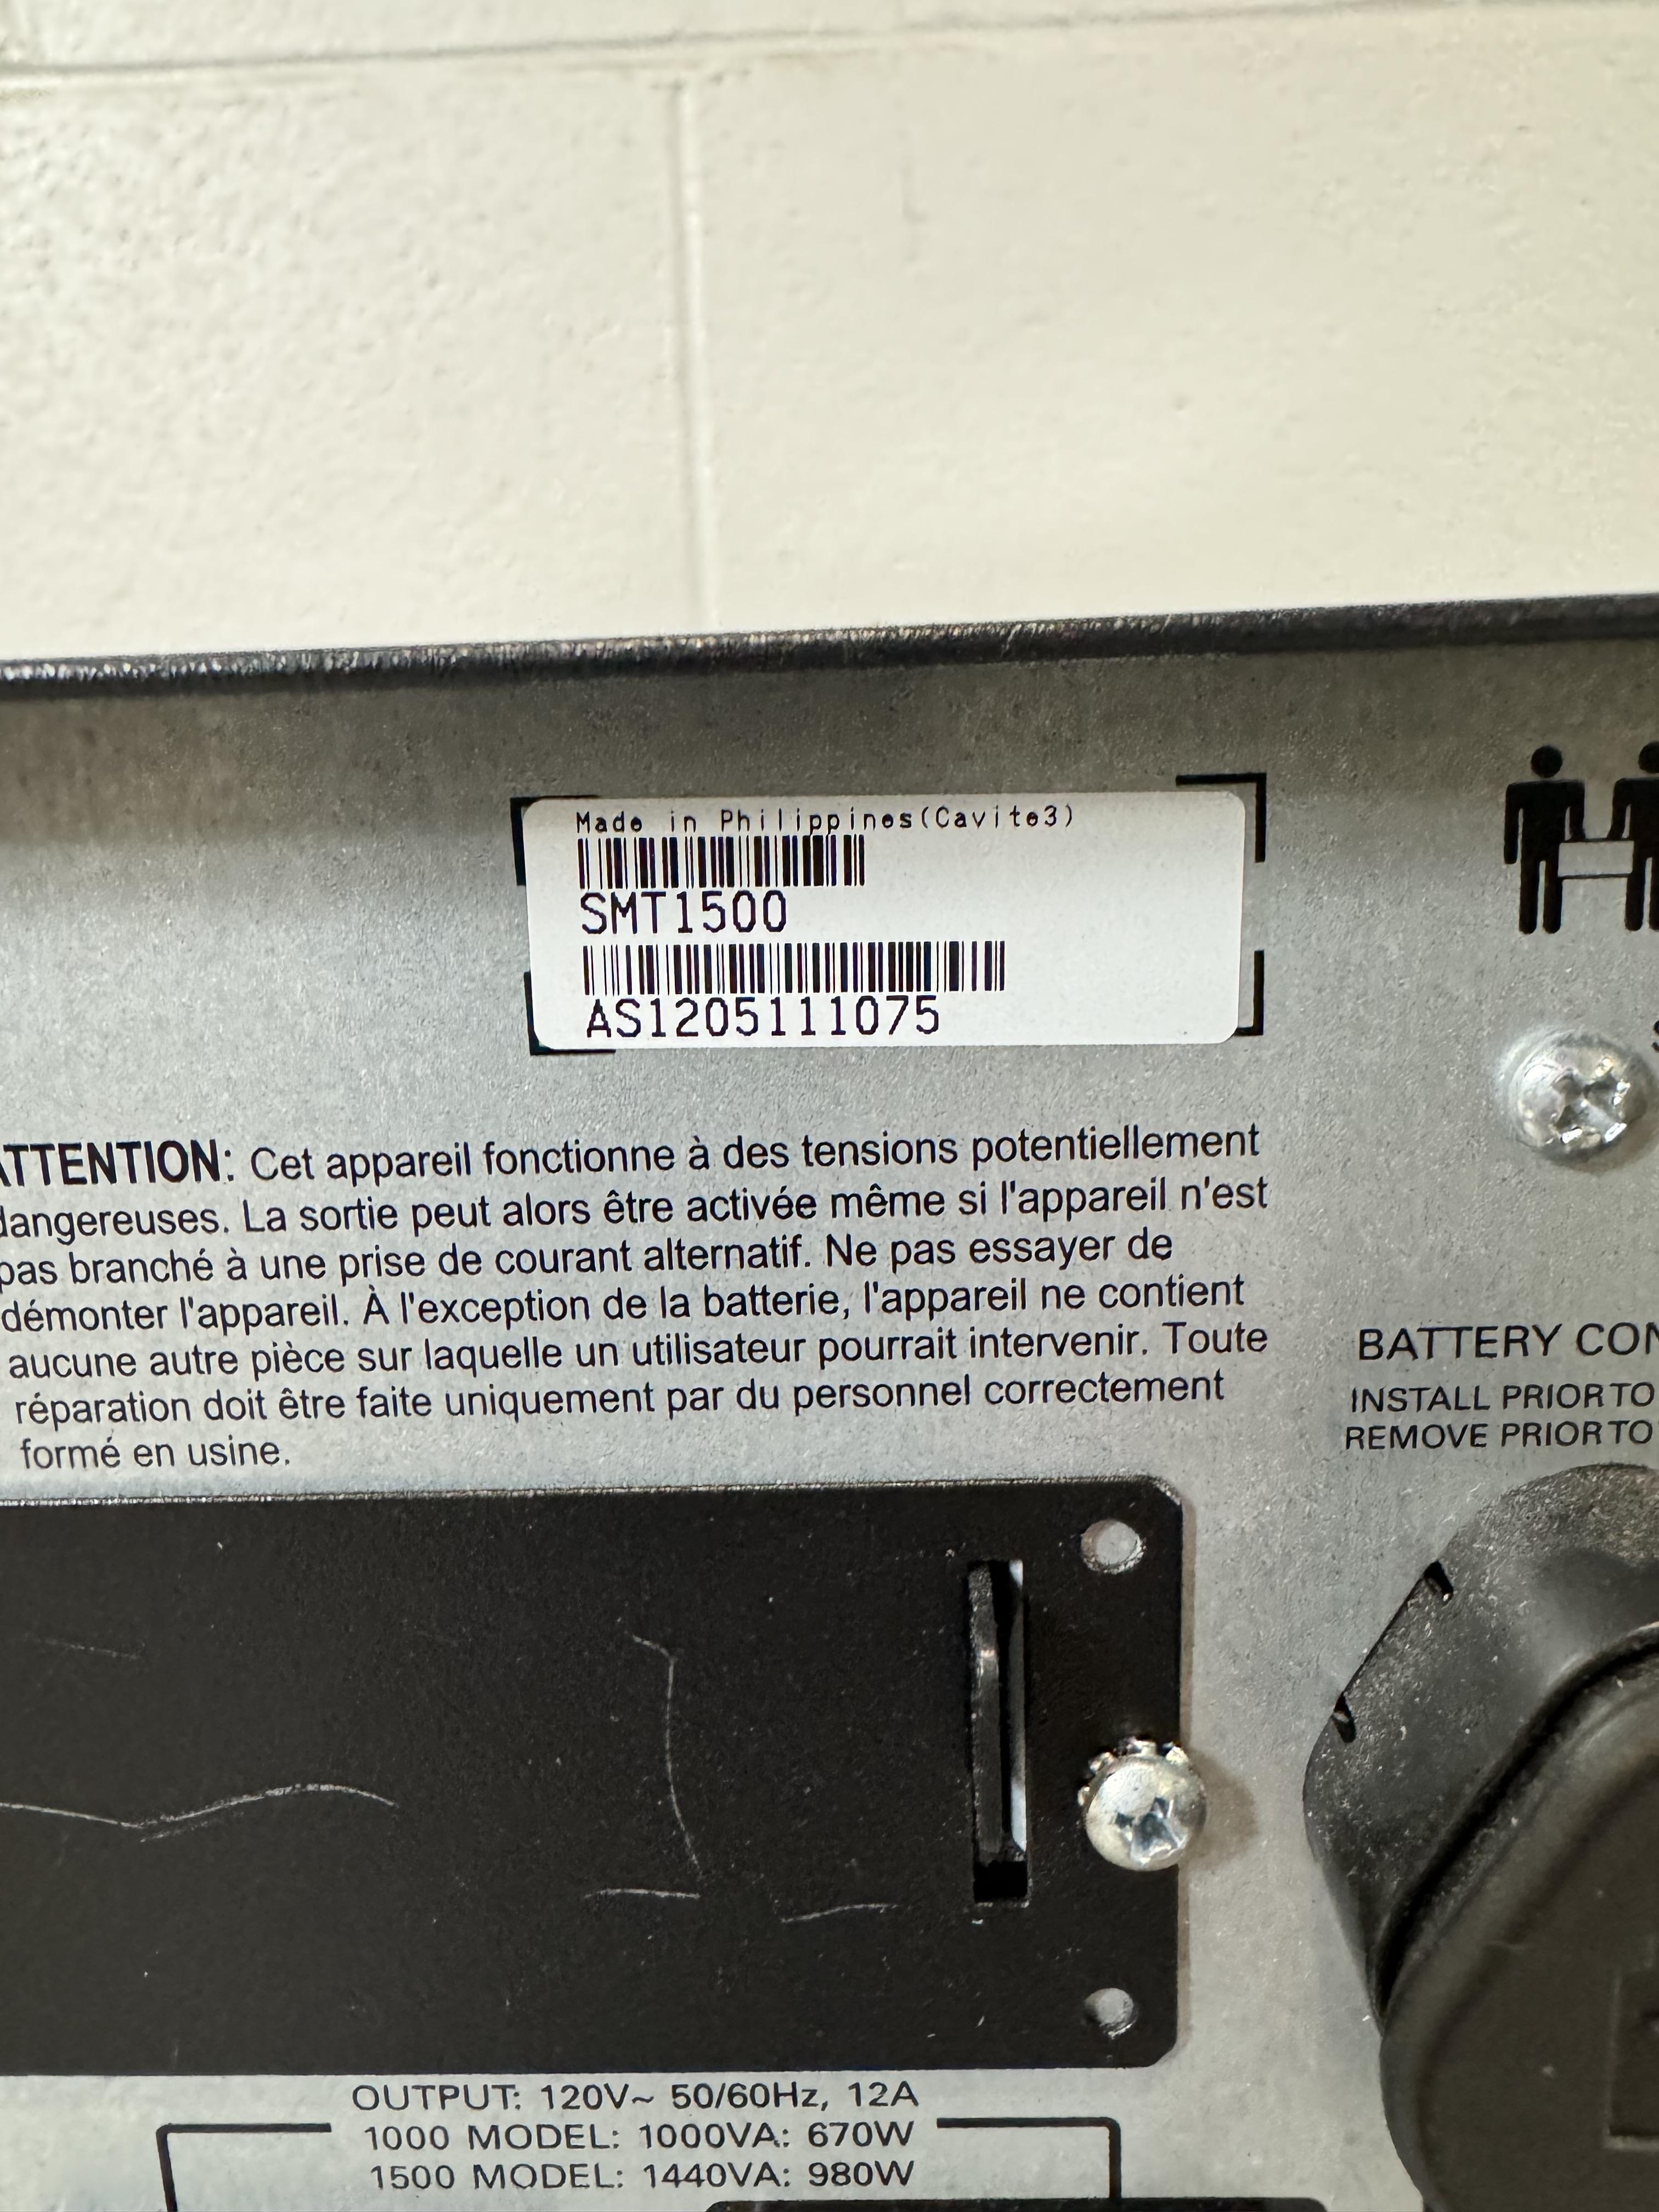 Made in Philippines(Cavite3)
SMT1500
AS1205111075
ATTENTION: Cet appareil fonctionne à des tensions potentiellement
dangereuses. La sortie peut alors être activée même si l'appareil n'est
pas branché à une prise de courant alternatif. Ne pas essayer de
démonter l'appareil. À l'exception de la batterie, l'appareil ne contient
aucune autre pièce sur laquelle un utilisateur pourrait intervenir. Toute
réparation doit être faite uniquement par du personnel correctement
formé en usine.
BATTERY CON
INSTALL PRIOR TO
REMOVE PRIOR TO
OUTPUT: 120V~ 50/60Hz, 12A
1000 MODEL: 1000VA: 670W
1500 MODEL: 1440VA: 980W